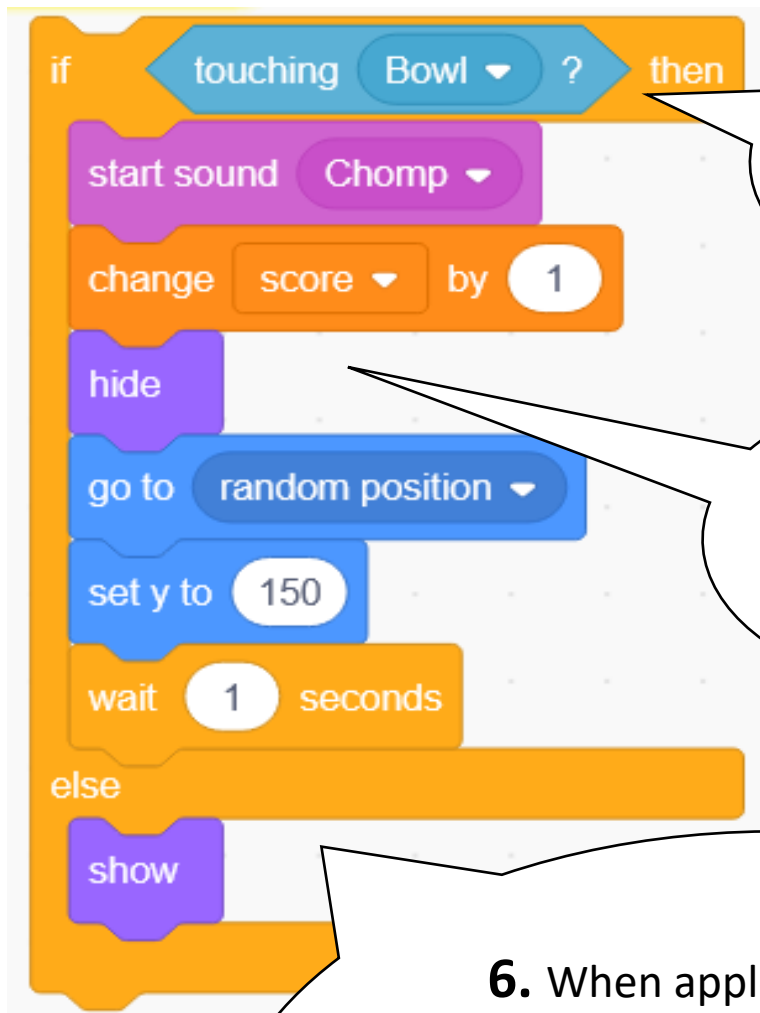 if touching Bowl ? then
start sound Chomp
change score by 1
hide
go to random position
set y to 150
wait 1 seconds
else
show
6. When appl